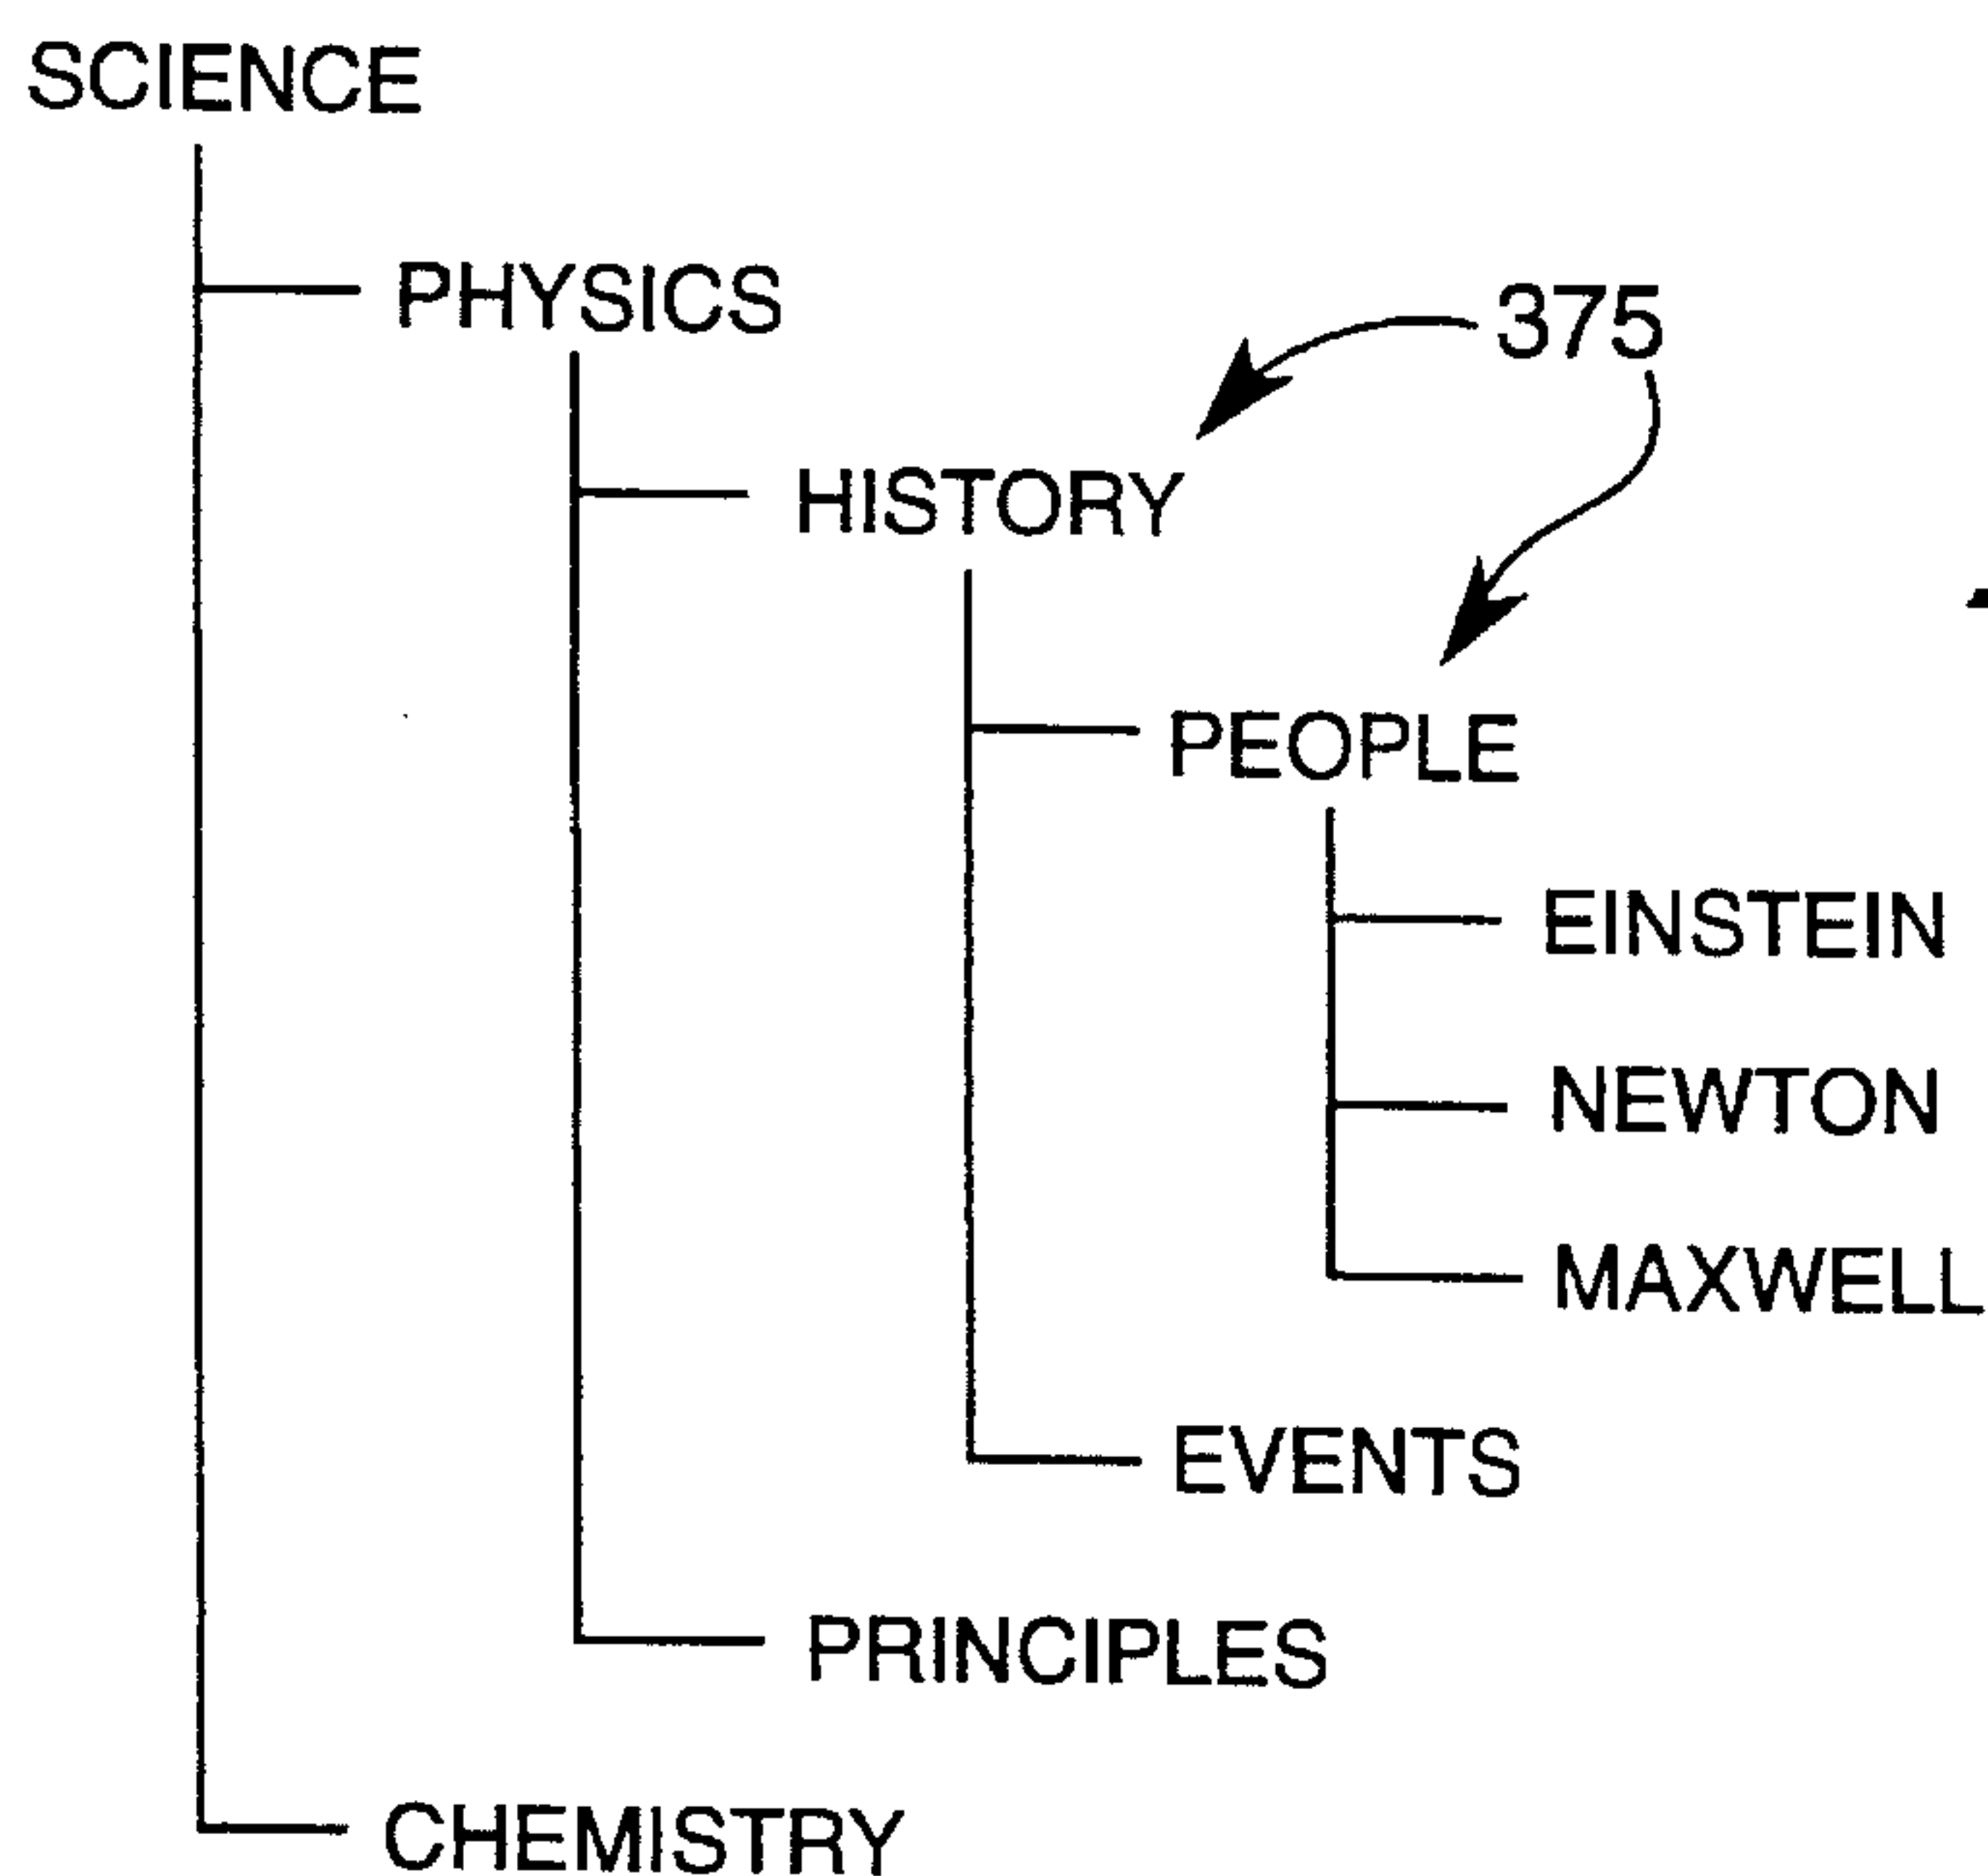 SCIENCE
PHYSICS
375
HISTORY
PEOPLE
EINSTEIN
NEWTON
MAXWELL
EVENTS
PRINCIPLES
CHEMISTRY